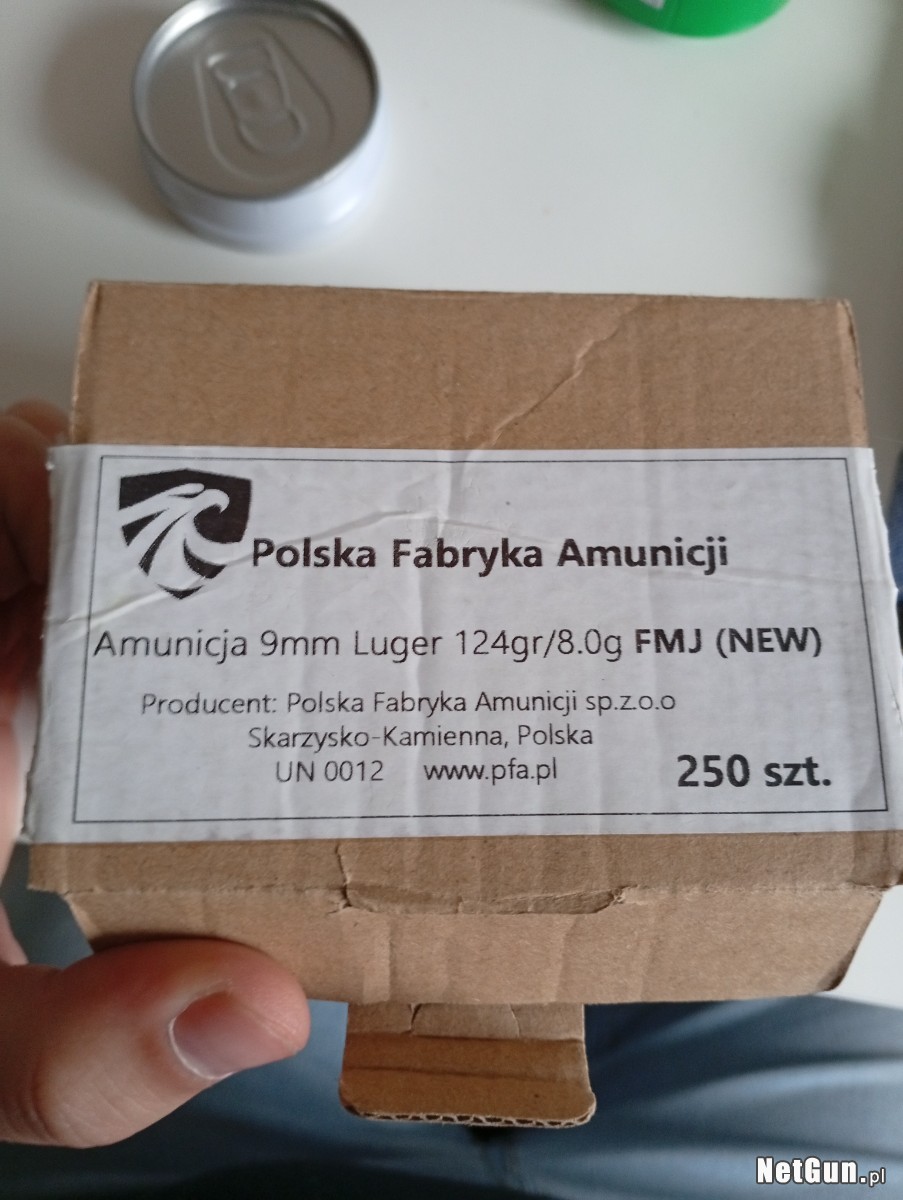 Polska Fabryka Amunicji
Amunicja 9mm Luger 124gr/8.0g FMJ (NEW)
Producent: Polska Fabryka Amunicji sp.z.o.o
Skarzysko-Kamienna, Polska
UN 0012 www.pfa.pl
250 szt.
NetGun.pl